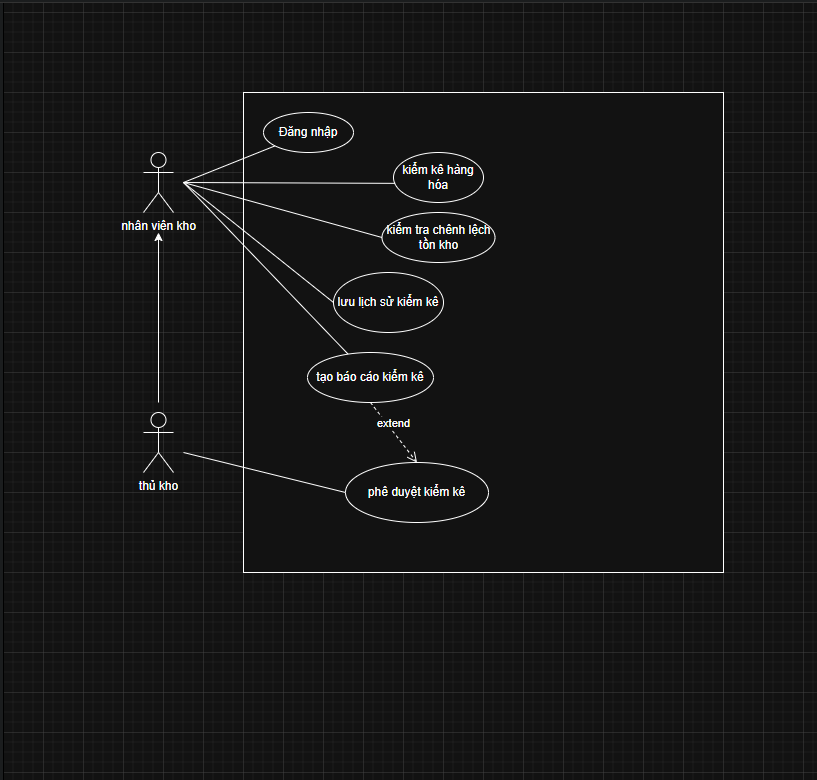 Đăng nhập
kiểm kê hàng
hóa
nhân viên kho
kiểm tra chênh lệch
tồn kho
lưu lịch sử kiểm kê
tạo báo cáo kiểm kê
extend
thủ kho
phê duyệt kiểm kê